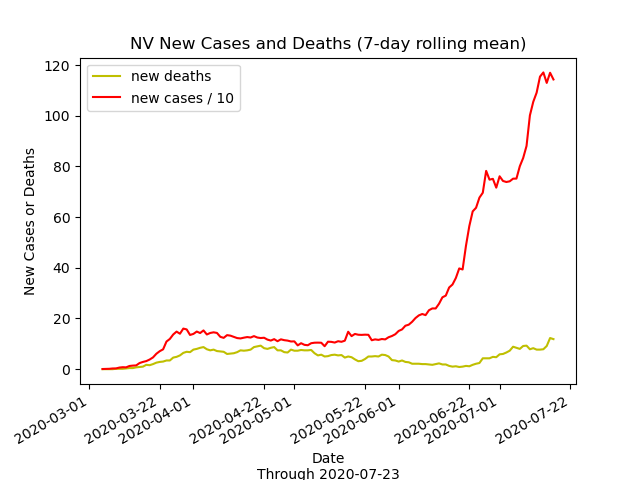 NV New Cases and Deaths (7-day rolling mean)
new deaths
new cases / 10
120
100
80
60
40
20
0
New Cases or Deaths
2020-03-01
2020-03-22
2020-04-01
2020-04-22
2020-05-01
2020-05-22
2020-06-01
2020-06-22
2020-07-01
2020-07-22
Date
Through 2020-07-23